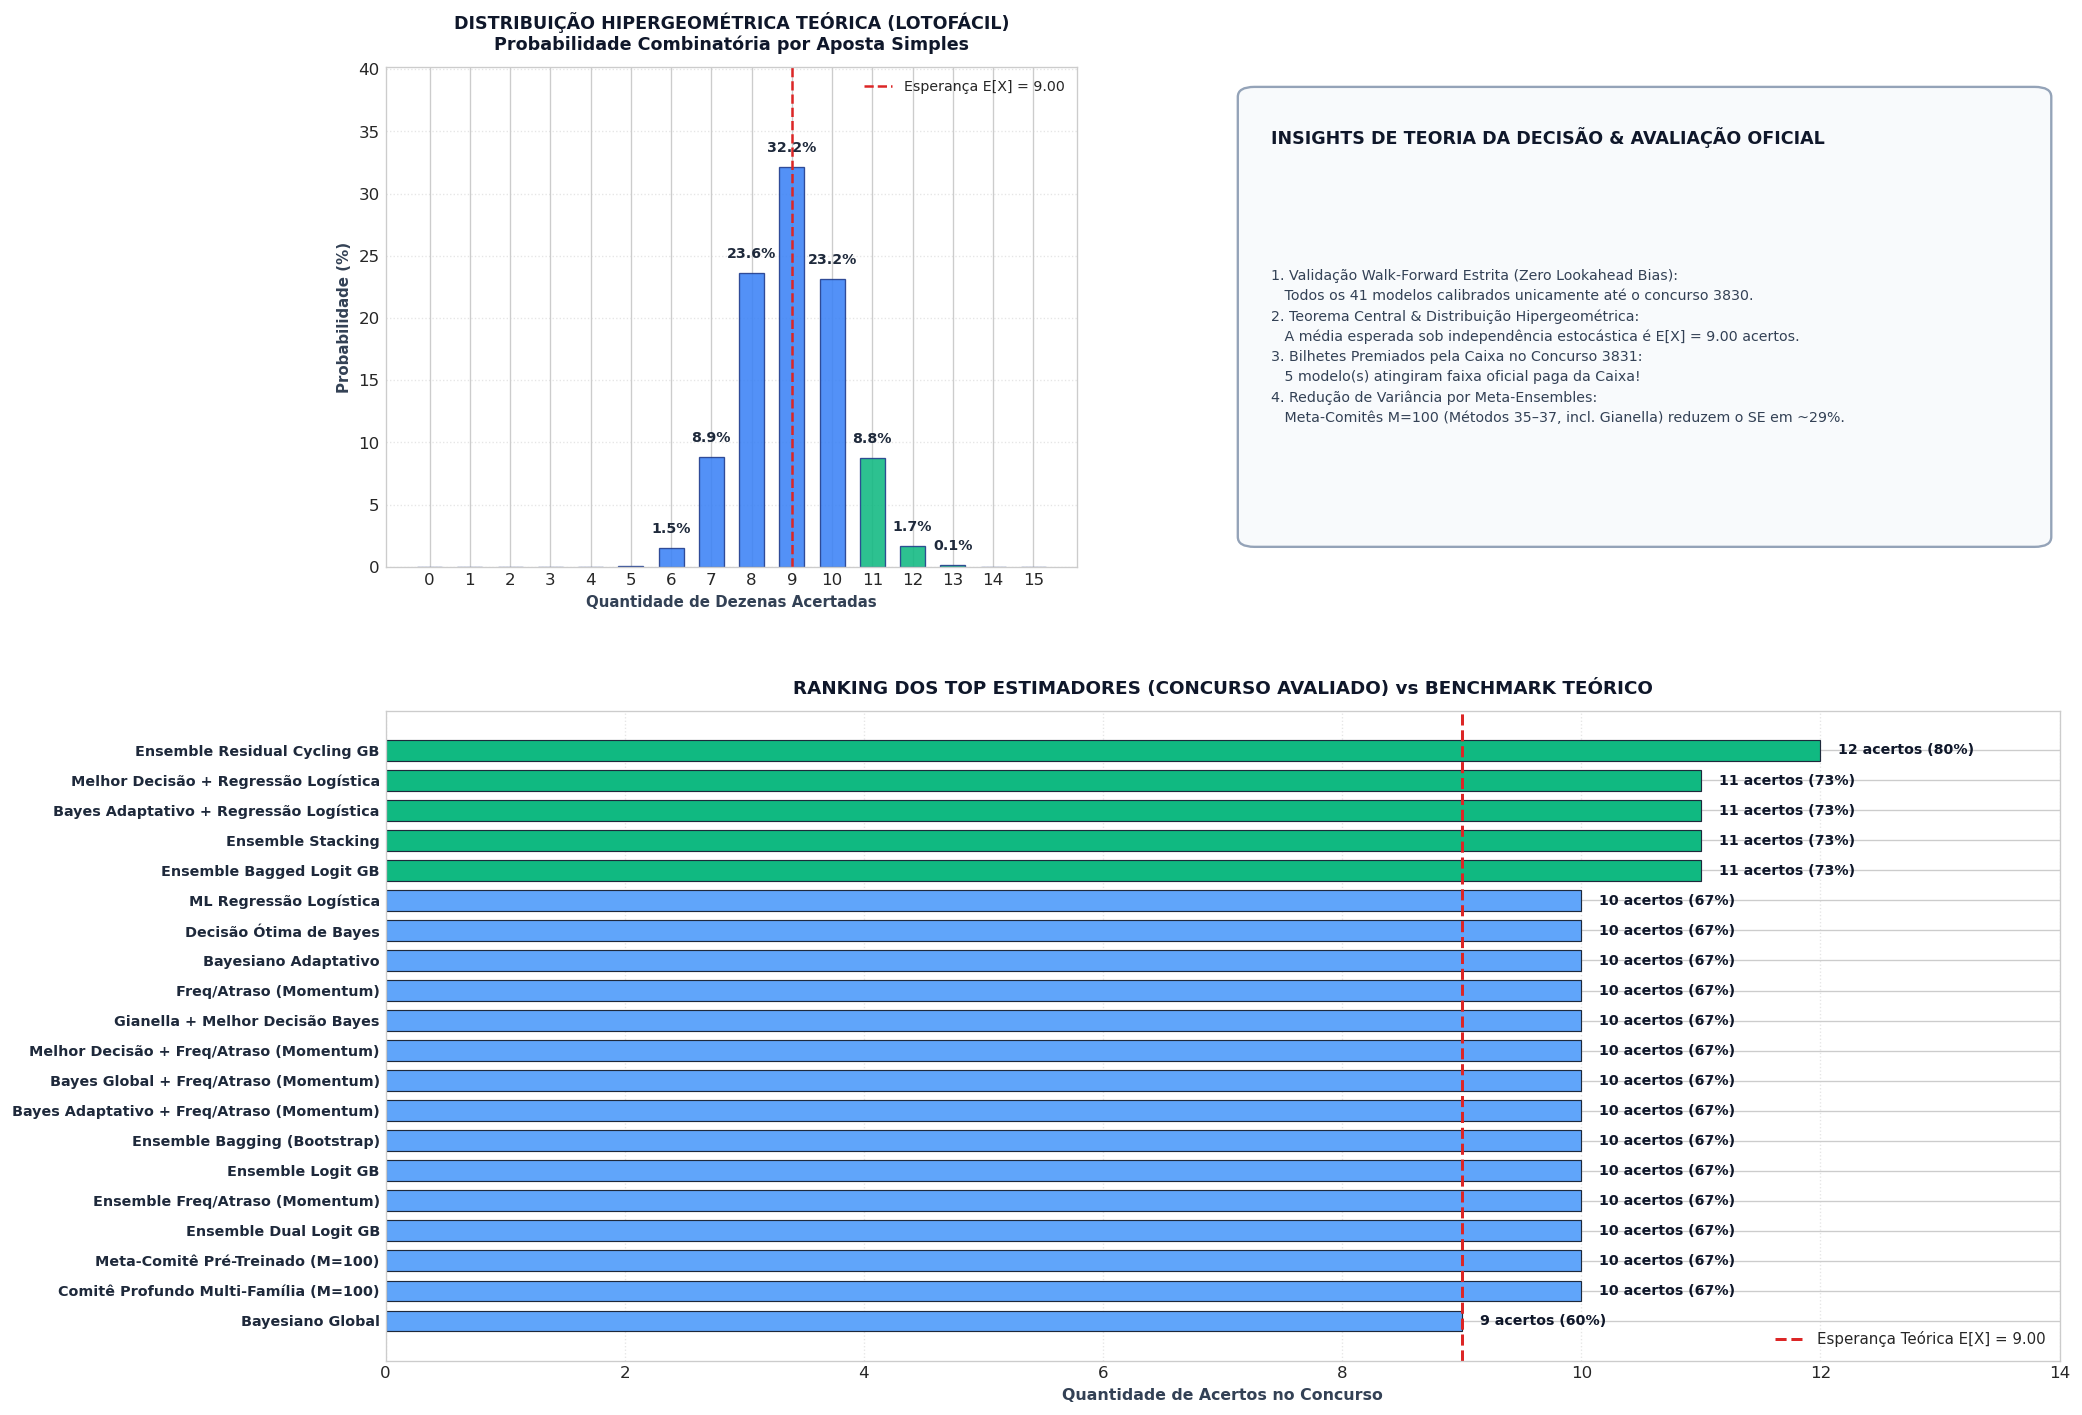 DISTRIBUIÇÃO HIPERGEOMÉTRICA TEÓRICA (LOTOFÁCIL)
Probabilidade Combinatória por Aposta Simples
Esperança E[X] = 9.00
Probabilidade (%)
40
35
30
25
20
15
10
5
0
1.5%
8.9%
23.6%
32.2%
23.2%
8.8%
1.7%
0.1%
0 1 2 3 4 5 6 7 8 9 10 11 12 13 14 15
Quantidade de Dezenas Acertadas
INSIGHTS DE TEORIA DA DECISÃO & AVALIAÇÃO OFICIAL
1. Validação Walk-Forward Estrita (Zero Lookahead Bias):
Todos os 41 modelos calibrados unicamente até o concurso 3830.
2. Teorema Central & Distribuição Hipergeométrica:
A média esperada sob independência estocástica é E[X] = 9.00 acertos.
3. Bilhetes Premiados pela Caixa no Concurso 3831:
5 modelo(s) atingiram faixa oficial paga da Caixa!
4. Redução de Variância por Meta-Ensembles:
Meta-Comitês M=100 (Métodos 35–37, incl. Gianella) reduzem o SE em ~29%.
RANKING DOS TOP ESTIMADORES (CONCURSO AVALIADO) vs BENCHMARK TEÓRICO
Ensemble Residual Cycling GB 12 acertos (80%)
Melhor Decisão + Regressão Logística 11 acertos (73%)
Bayes Adaptativo + Regressão Logística 11 acertos (73%)
Ensemble Stacking 11 acertos (73%)
Ensemble Bagged Logit GB 11 acertos (73%)
ML Regressão Logística 10 acertos (67%)
Decisão Ótima de Bayes 10 acertos (67%)
Bayesiano Adaptativo 10 acertos (67%)
Freq/Atraso (Momentum) 10 acertos (67%)
Gianella + Melhor Decisão Bayes 10 acertos (67%)
Melhor Decisão + Freq/Atraso (Momentum) 10 acertos (67%)
Bayes Global + Freq/Atraso (Momentum) 10 acertos (67%)
Bayes Adaptativo + Freq/Atraso (Momentum) 10 acertos (67%)
Ensemble Bagging (Bootstrap) 10 acertos (67%)
Ensemble Logit GB 10 acertos (67%)
Ensemble Freq/Atraso (Momentum) 10 acertos (67%)
Ensemble Dual Logit GB 10 acertos (67%)
Meta-Comitê Pré-Treinado (M=100) 10 acertos (67%)
Comitê Profundo Multi-Família (M=100) 10 acertos (67%)
Bayesiano Global 9 acertos (60%)
Esperança Teórica E[X] = 9.00
0 2 4 6 8 10 12 14
Quantidade de Acertos no Concurso